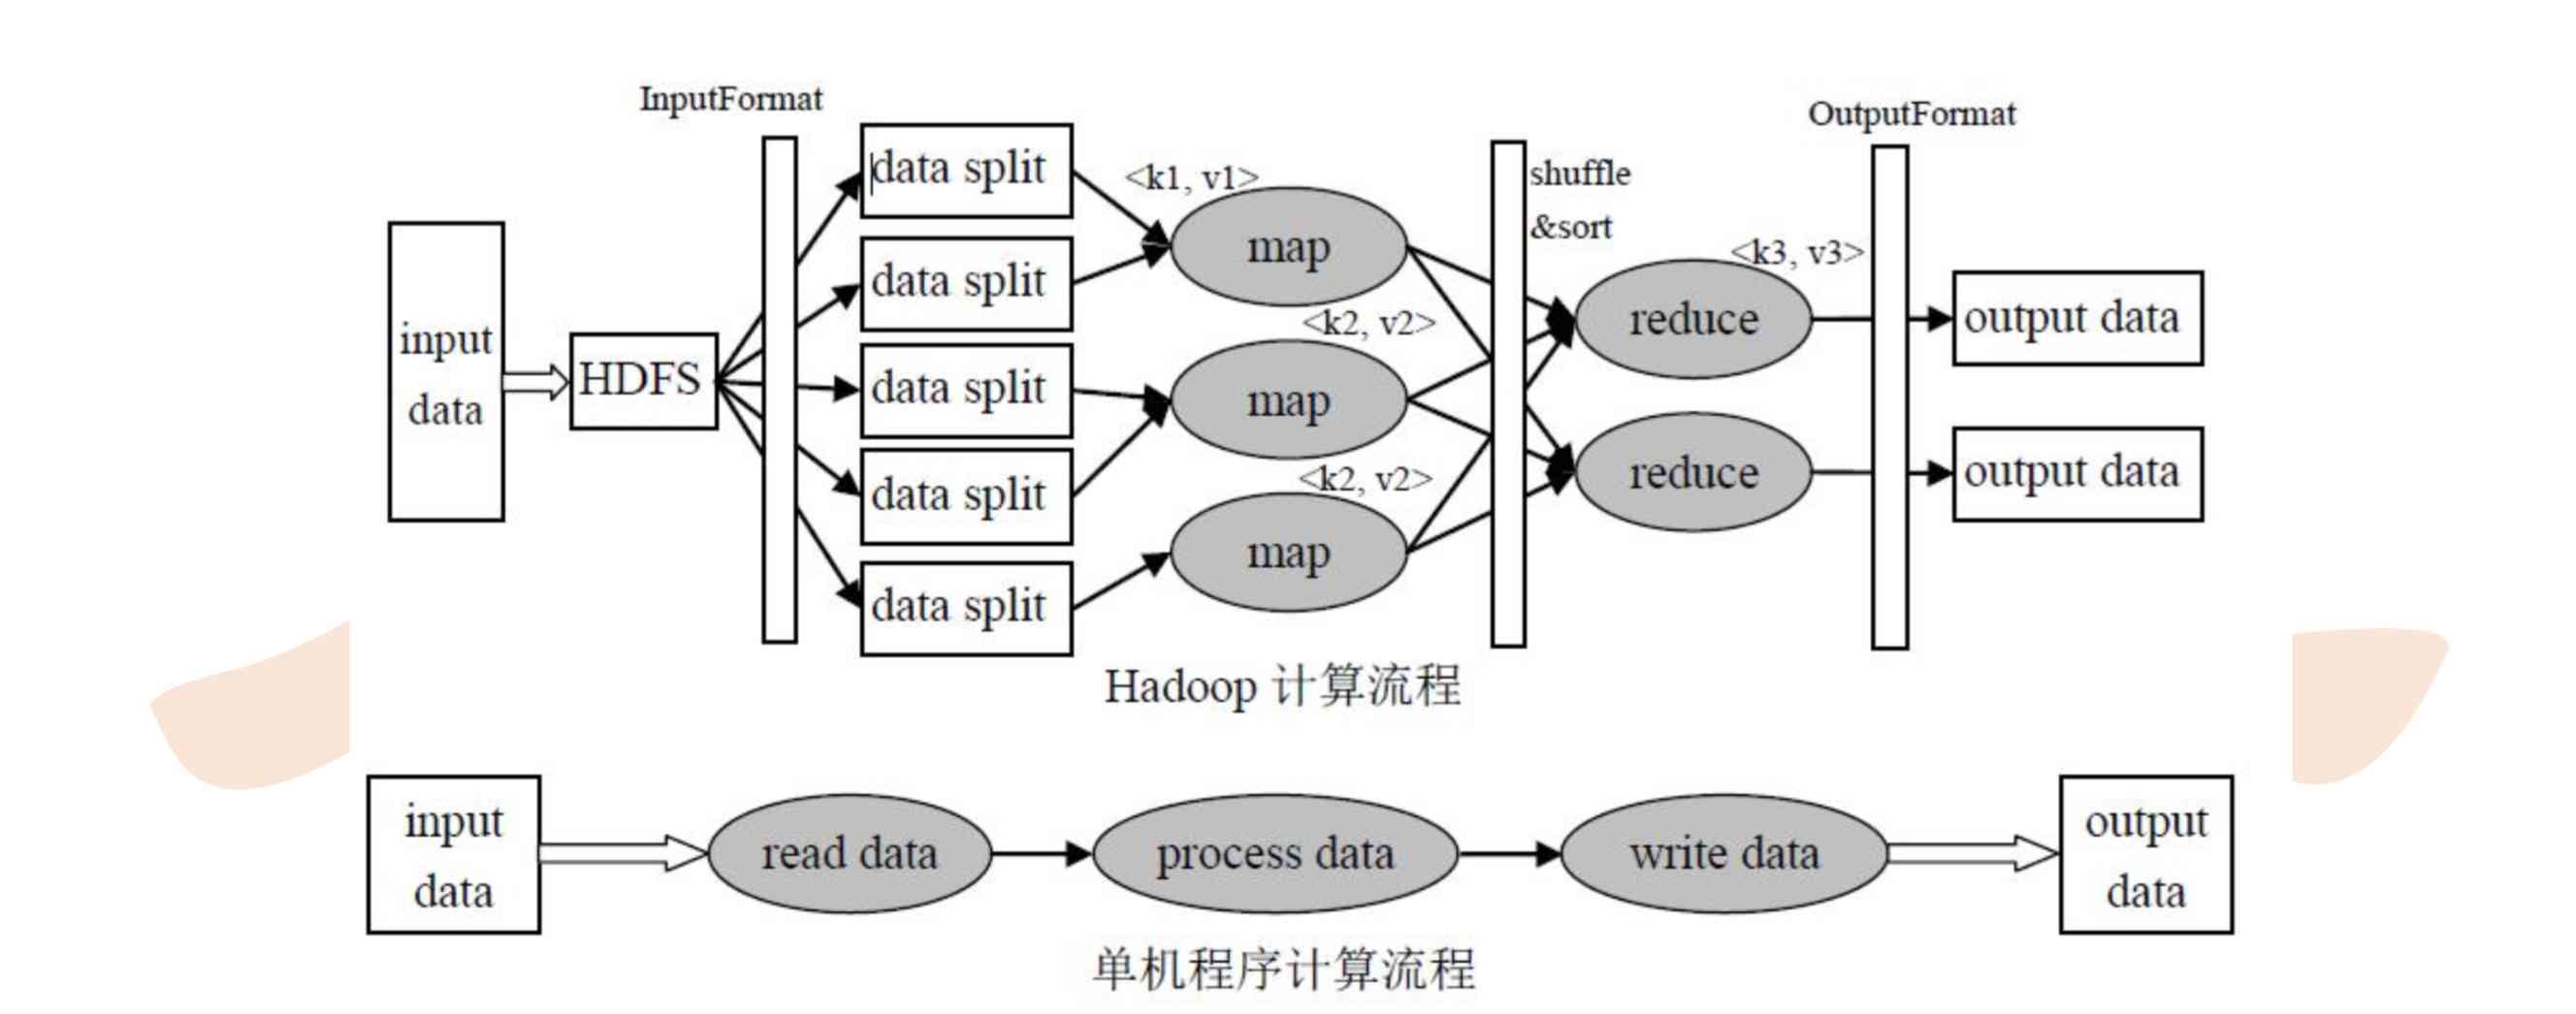 InputFormat
OutputFormat
data split
<k1, v1>
shuffle
&sort
map
<k3, v3>
data split
input
data
HDFS
<k2, v2>
reduce
output data
data split
map
data split
<k2, v2>
reduce
output data
map
data split
Hadoop 计算流程
input
data
read data
process data
write data
output
data
单机程序计算流程